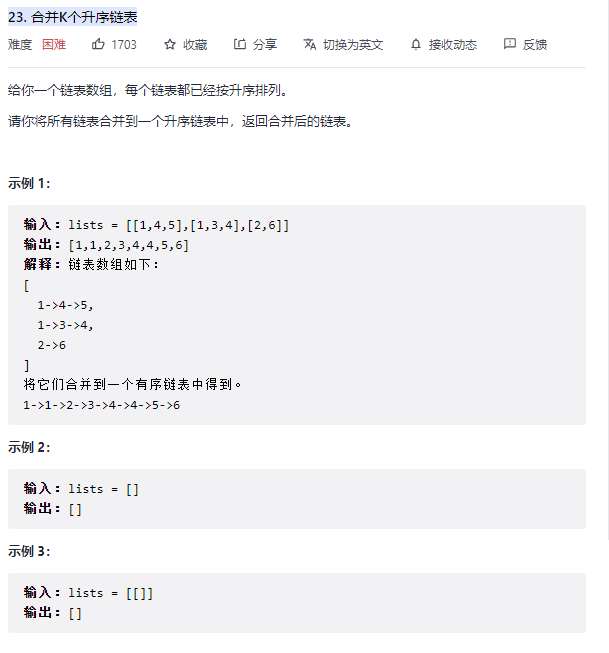 23. 合并K个升序链表
难度 困难 1703 收藏 分享 切换为英文 接收动态 反馈
给你一个链表数组，每个链表都已经按升序排列。
请你将所有链表合并到一个升序链表中，返回合并后的链表。
示例 1：
输入：lists = [[1,4,5],[1,3,4],[2,6]]
输出：[1,1,2,3,4,4,5,6]
解释：链表数组如下：
[
1->4->5,
1->3->4,
2->6
]
将它们合并到一个有序链表中得到。
1->1->2->3->4->4->5->6
示例 2：
输入：lists = []
输出：[]
示例 3：
输入：lists = [[]]
输出：[]